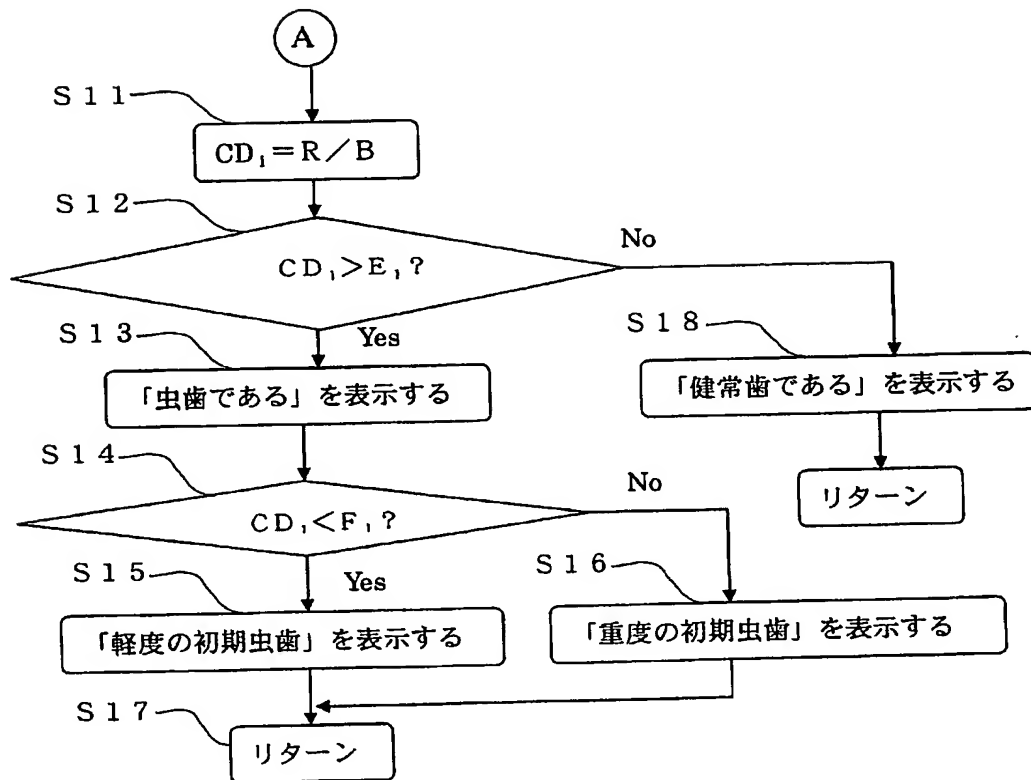 A
S11
CD₁=R/B
S12
CD₁>E₁?
No
Yes
S13
「虫歯である」を表示する
S18
「健常歯である」を表示する
リターン
S14
CD₁<F₁?
No
Yes
S15
「軽度の初期虫歯」を表示する
S16
「重度の初期虫歯」を表示する
S17
リターン